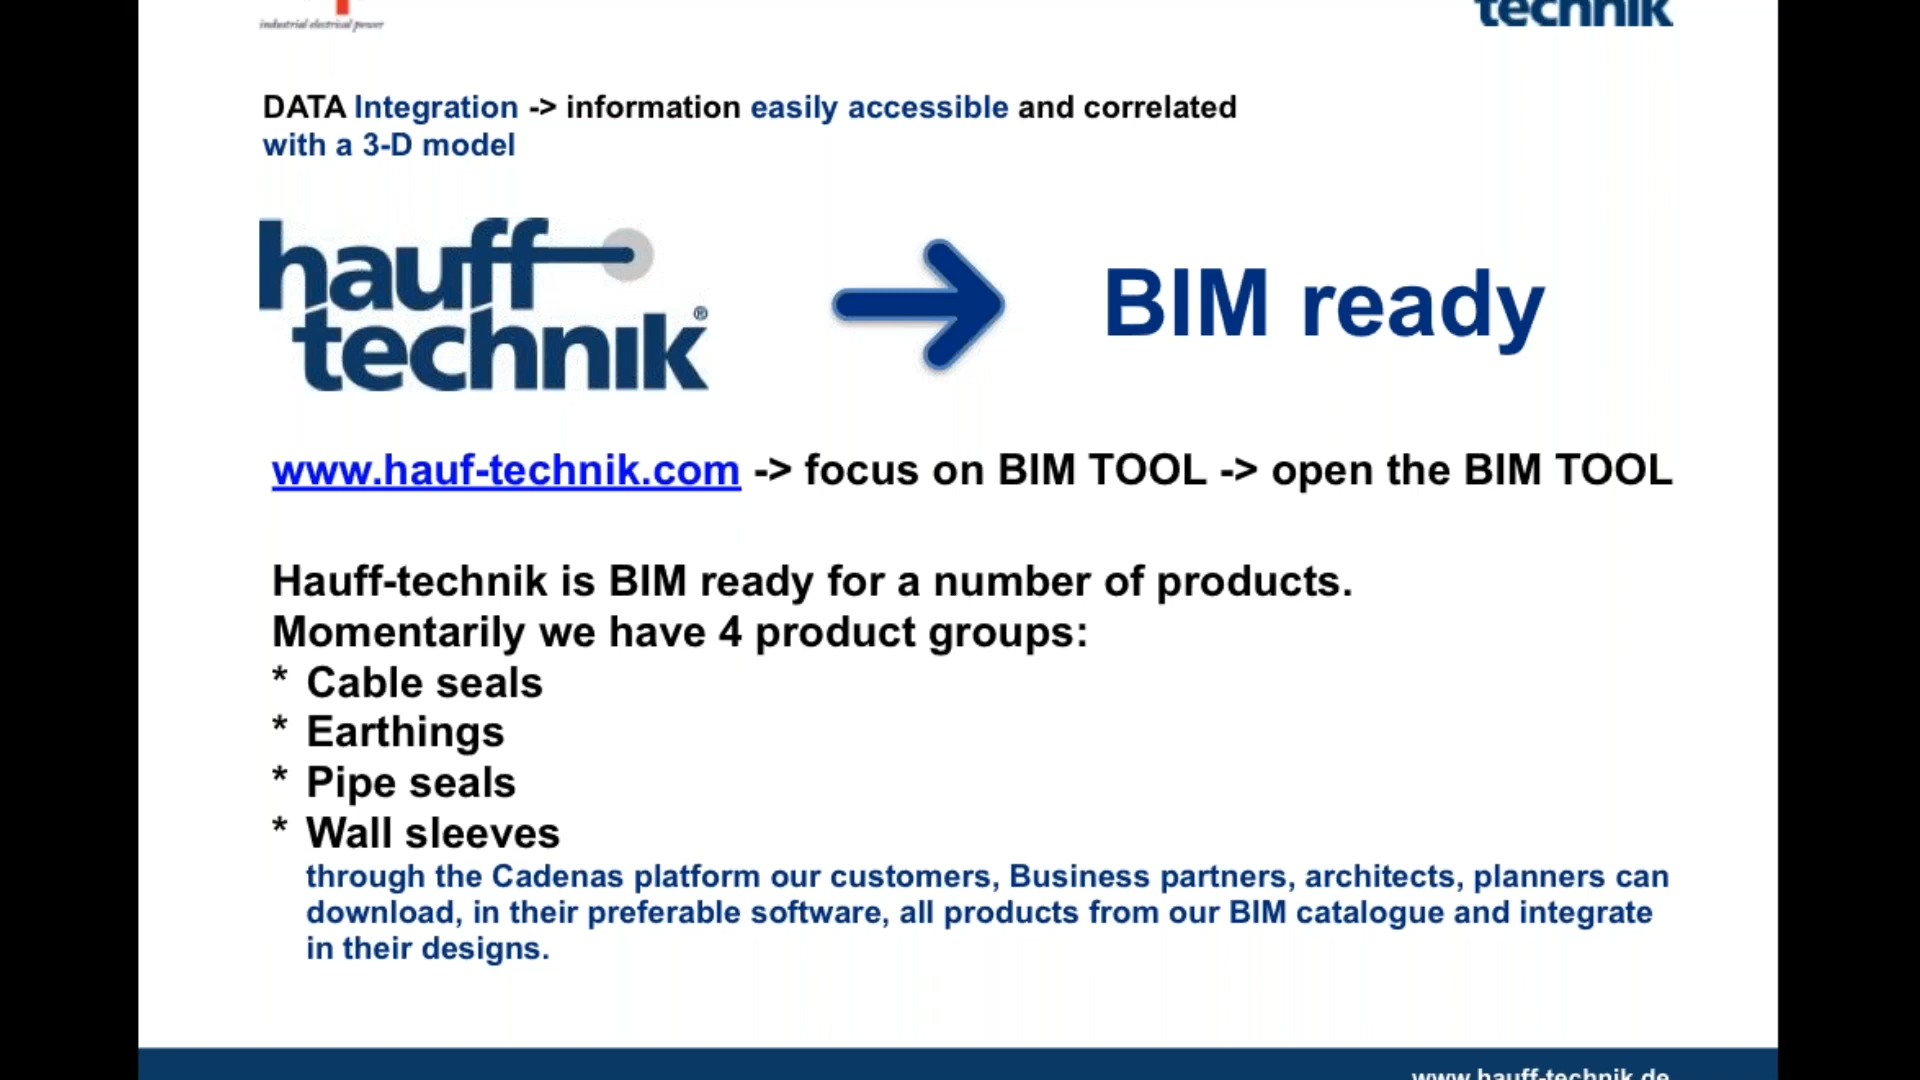 industrial electrical power
technik
DATA Integration -> information easily accessible and correlated
with a 3-D model
hauff
technik®
BIM ready
www.hauf-technik.com -> focus on BIM TOOL -> open the BIM TOOL
Hauff-technik is BIM ready for a number of products.
Momentarily we have 4 product groups:
* Cable seals
* Earthings
* Pipe seals
* Wall sleeves
through the Cadenas platform our customers, Business partners, architects, planners can
download, in their preferable software, all products from our BIM catalogue and integrate
in their designs.
www.hauff-technik.de